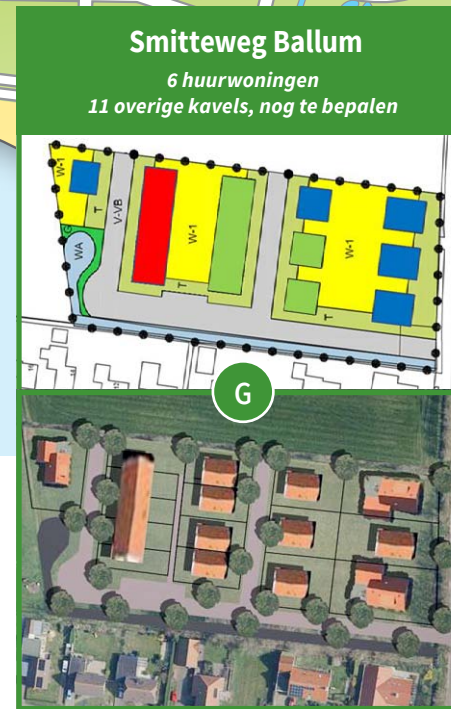 Smitteweg Ballum
6 huurwoningen
11 overige kavels, nog te bepalen
W-1
T
V-VB
W-1
T
W-1
T
G
WA
G